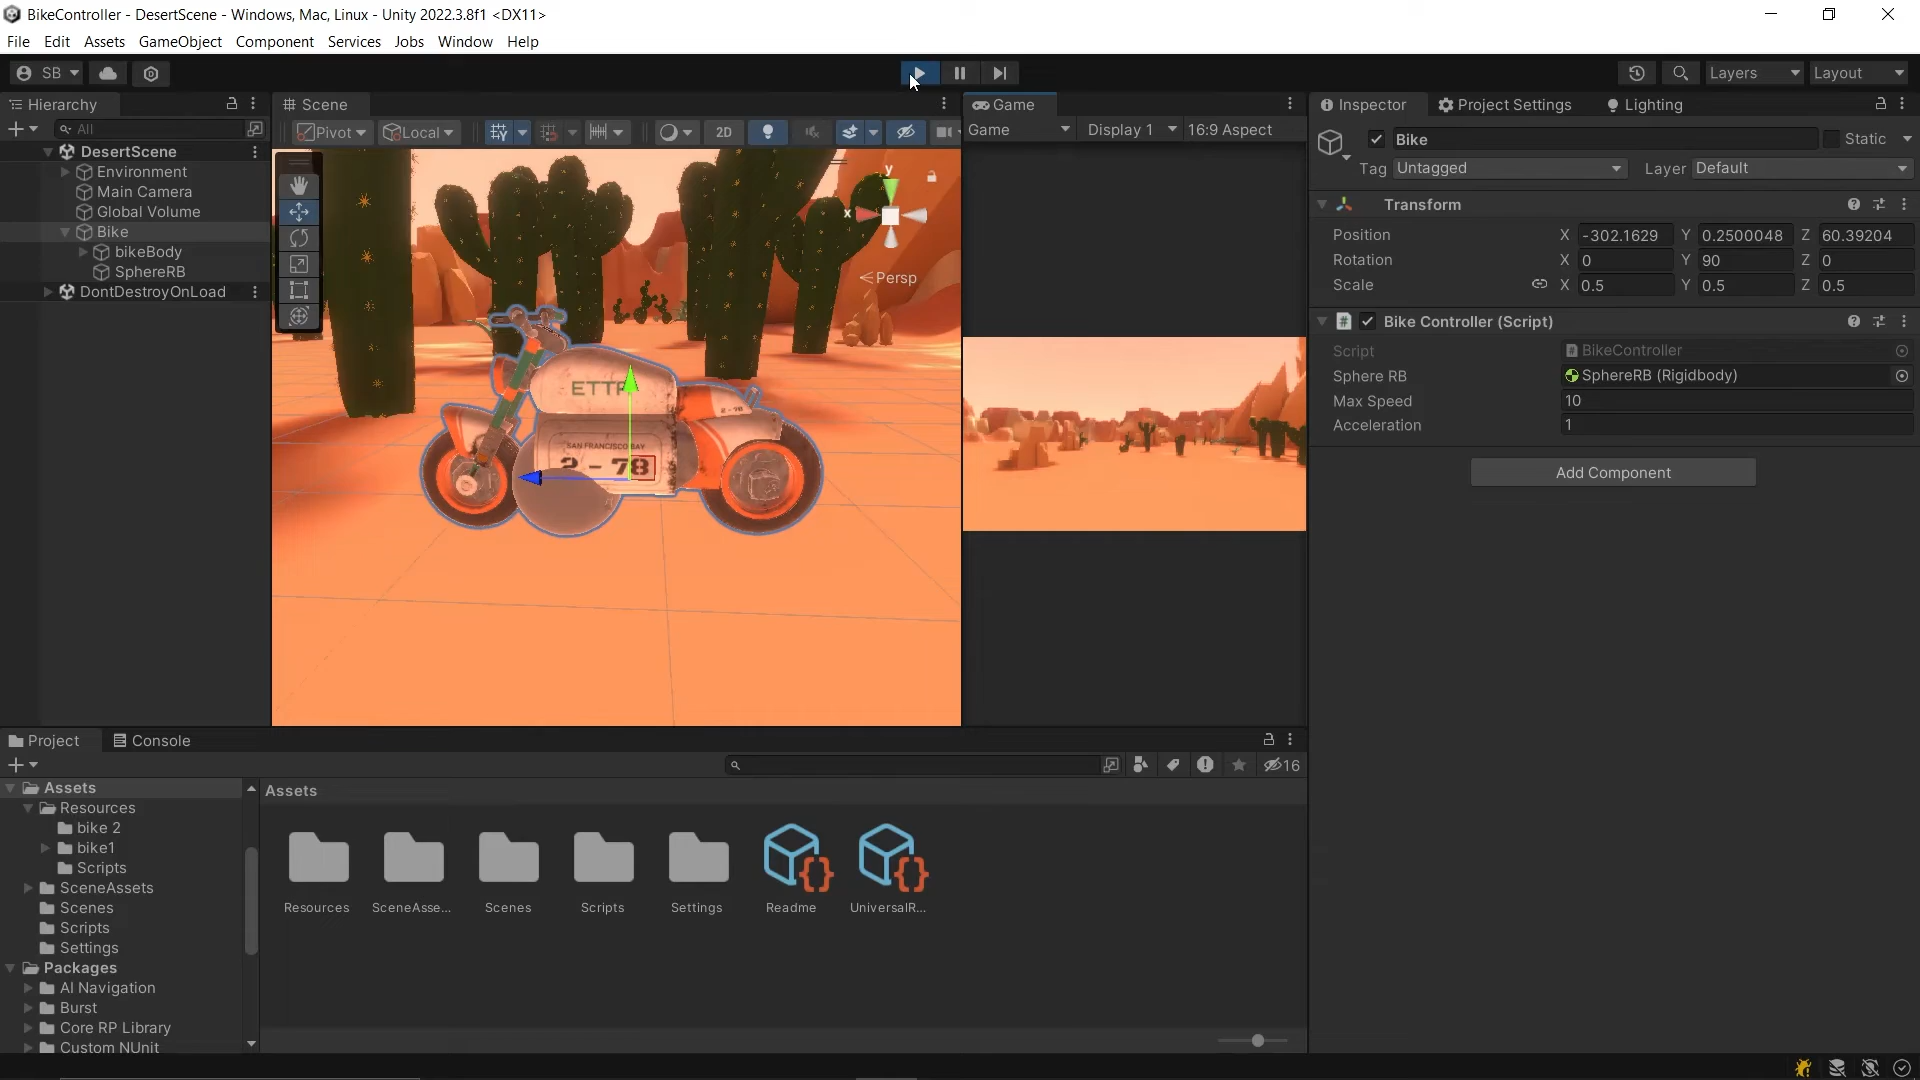 BikeController - DesertScene - Windows, Mac, Linux - Unity 2022.3.8f1 <DX11>
File Edit Assets GameObject Component Services Jobs Window Help
SB Layers Layout
Hierarchy
All
DesertScene
Environment
Main Camera
Global Volume
Bike
bikeBody
SphereRB
DontDestroyOnLoad
Scene
Pivot Local 2D
y
x
Persp
SAN FRANCISCO BAY
2 - 78
Game
Game Display 1 16:9 Aspect
Inspector Project Settings Lighting
Bike Static
Tag Untagged Layer Default
Transform
Position X -302.1629 Y 0.2500048 Z 60.39204
Rotation X 0 Y 90 Z 0
Scale X 0.5 Y 0.5 Z 0.5
Bike Controller (Script)
Script BikeController
Sphere RB SphereRB (Rigidbody)
Max Speed 10
Acceleration 1
Add Component
Project Console
16
Assets
Resources
bike 2
bike1
Scripts
SceneAssets
Scenes
Scripts
Settings
Packages
AI Navigation
Burst
Core RP Library
Custom NUnit
Assets
Resources SceneAsse... Scenes Scripts Settings Readme UniversalR...